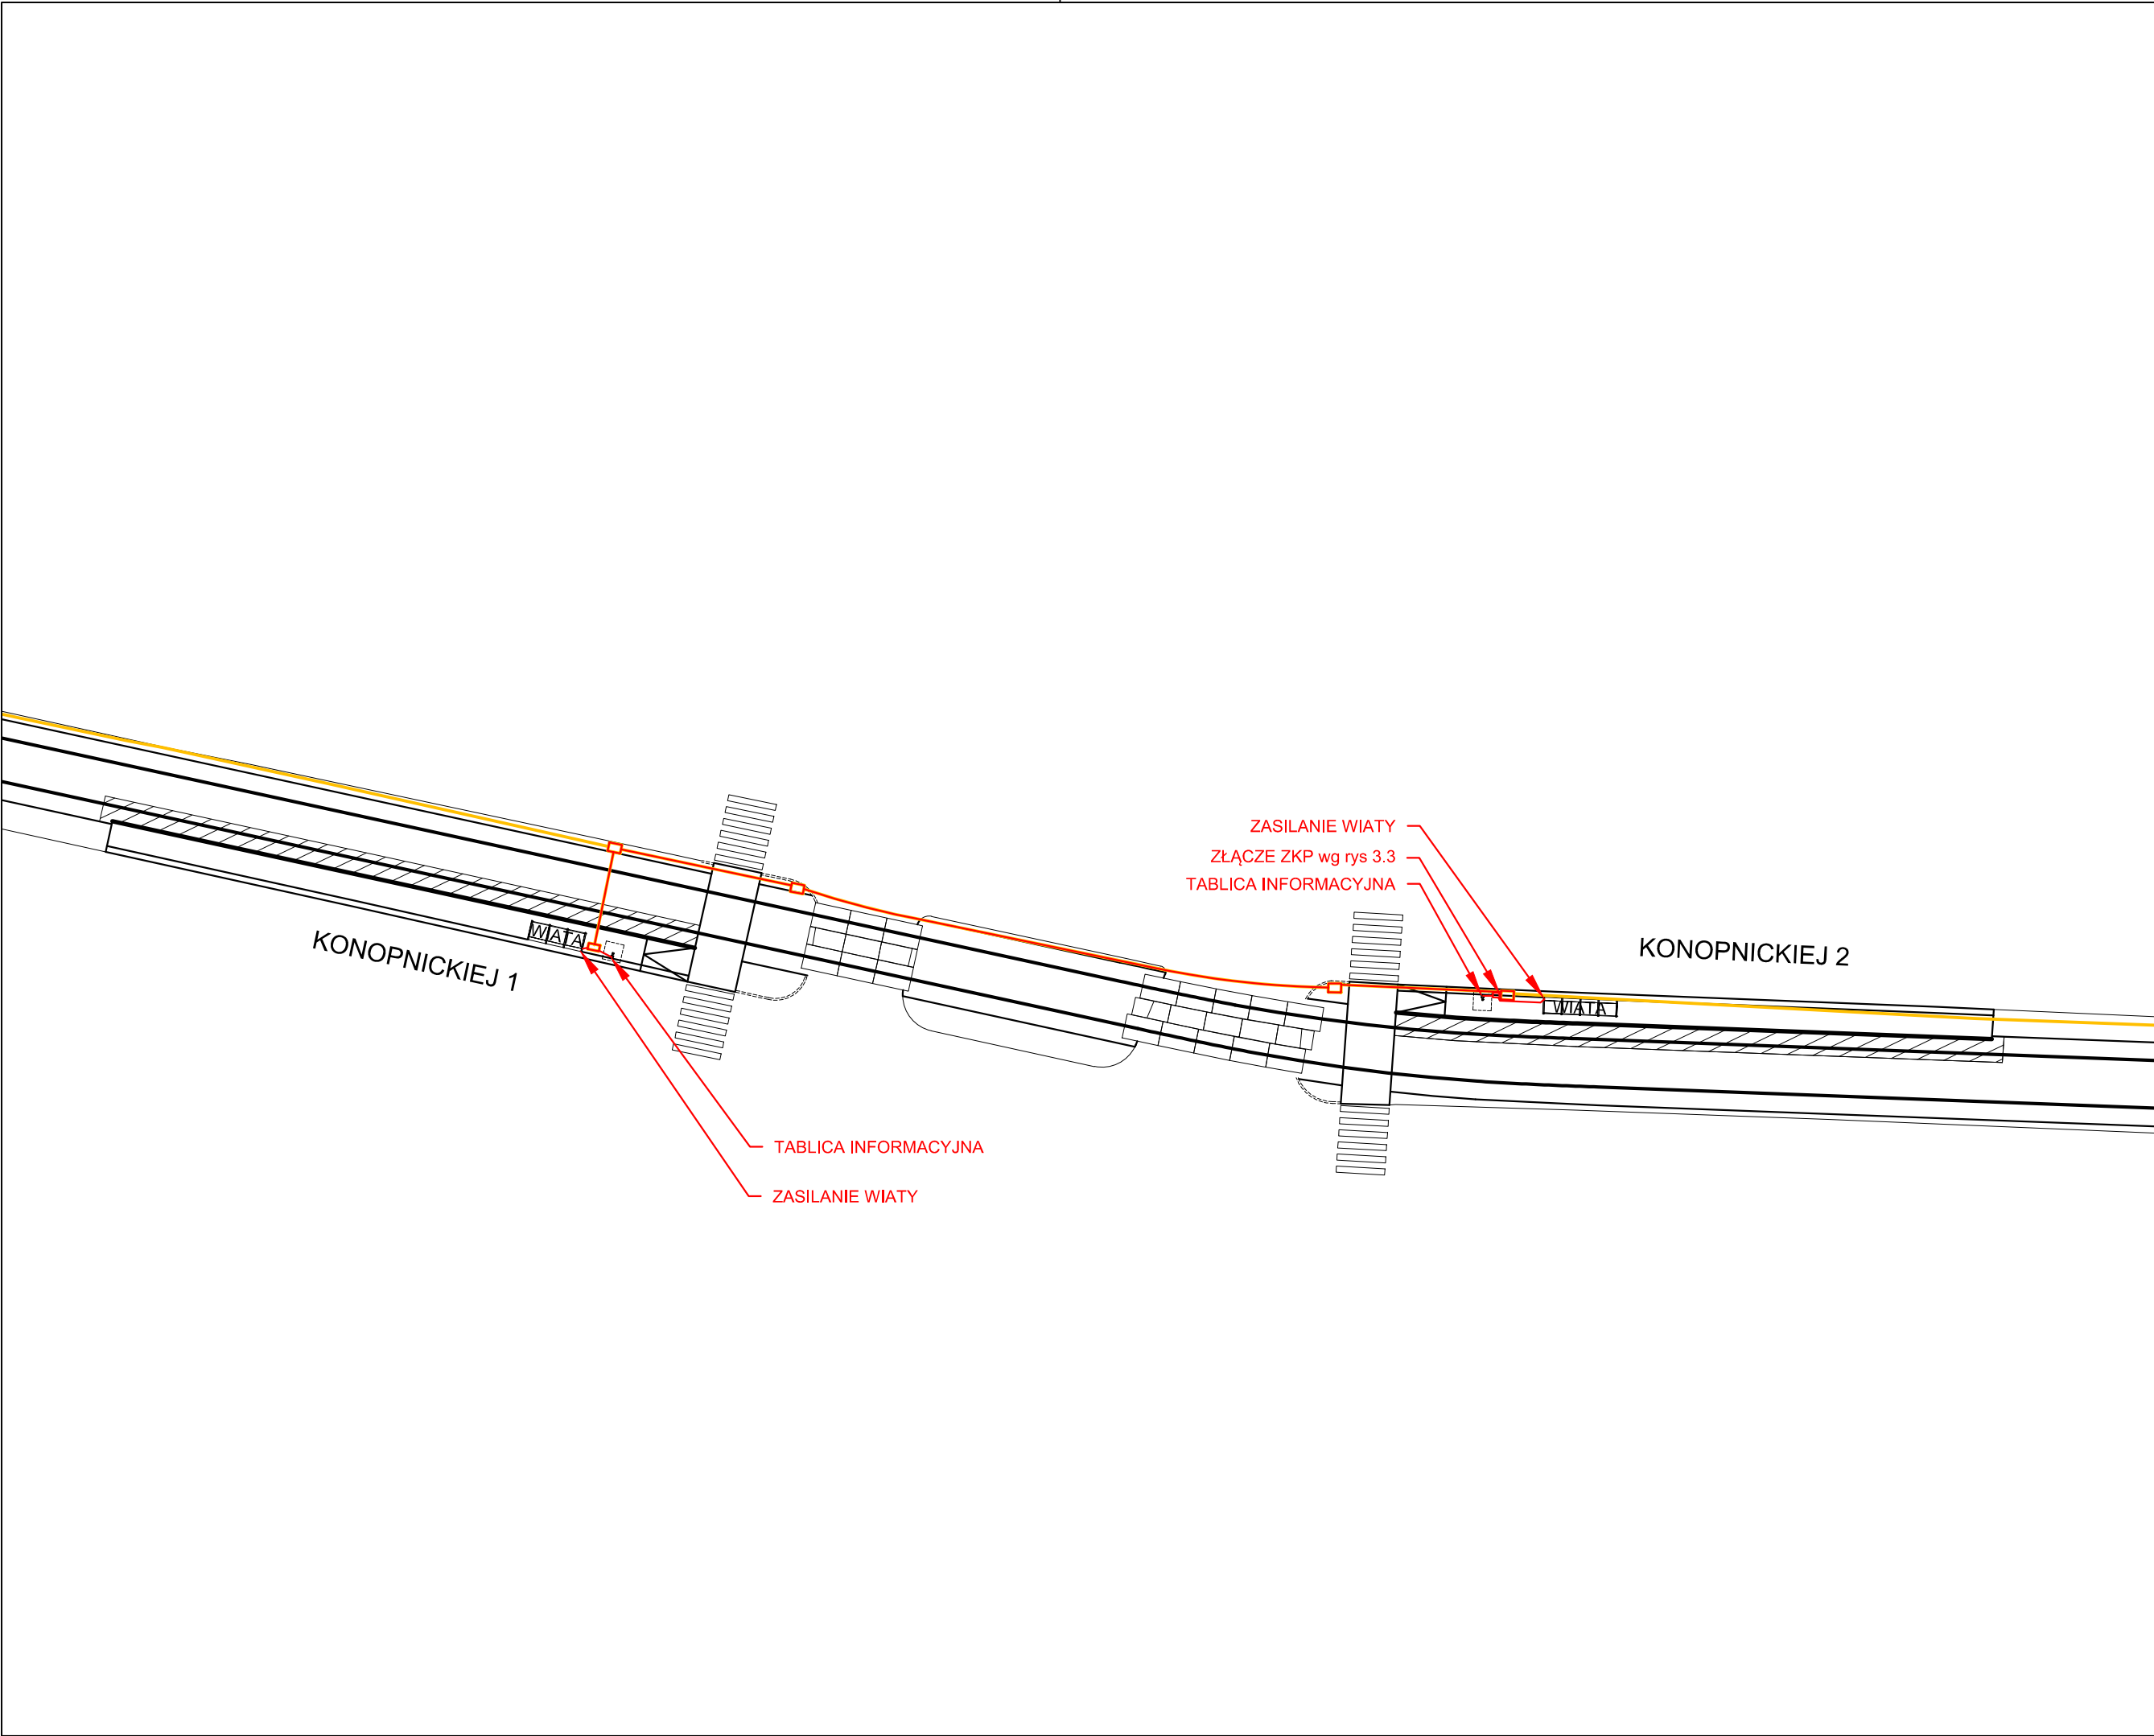 ZASILANIE WIATY
ZŁĄCZE ZKP wg rys 3.3
TABLICA INFORMACYJNA
KONOPNICKIEJ 2
WIATA
WIATA
KONOPNICKIEJ 1
TABLICA INFORMACYJNA
ZASILANIE WIATY